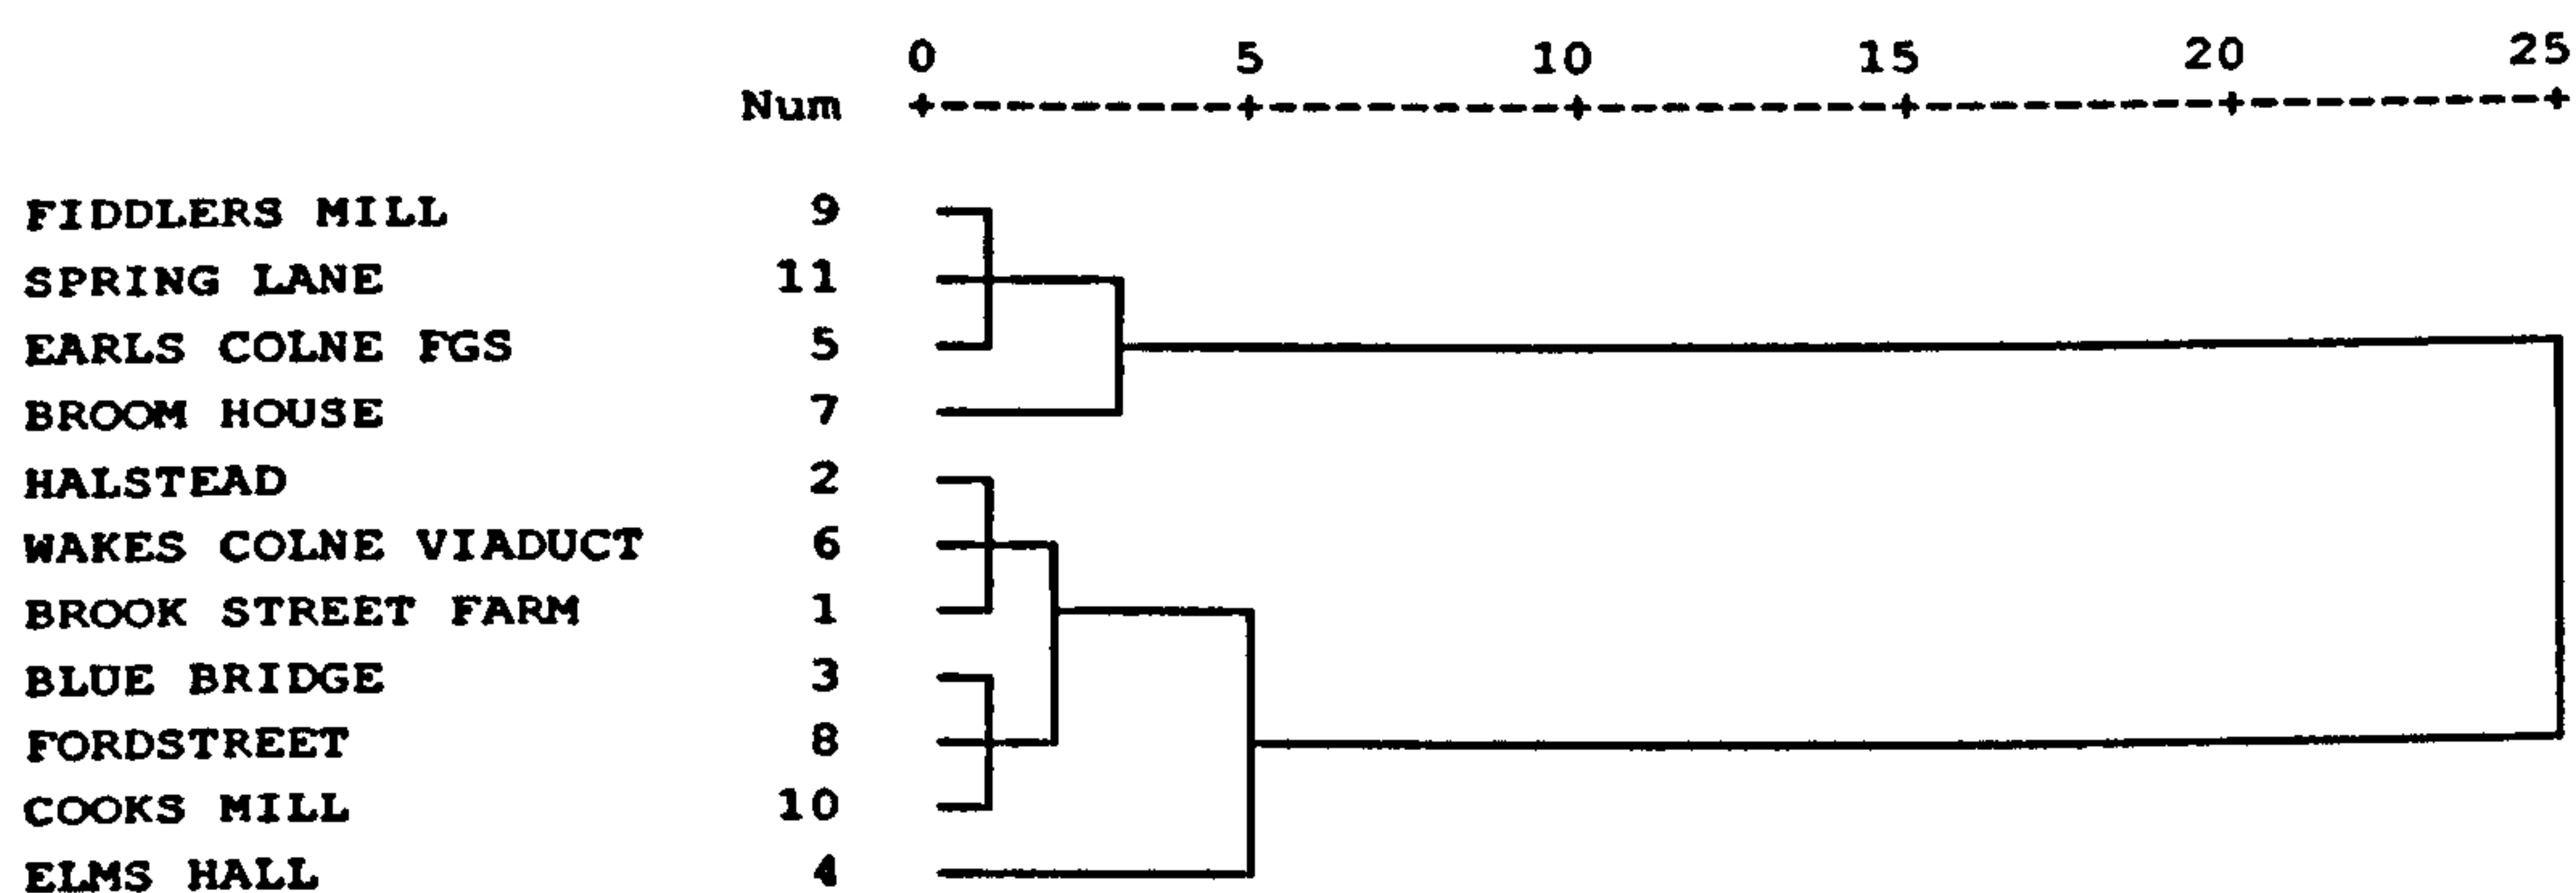 0 5 10 15 20 25
Num +---------+---------+---------+---------+---------+
FIDDLERS MILL 9
SPRING LANE 11
EARLS COLNE FGS 5
BROOM HOUSE 7
HALSTEAD 2
WAKES COLNE VIADUCT 6
BROOK STREET FARM 1
BLUE BRIDGE 3
FORDSTREET 8
COOKS MILL 10
ELMS HALL 4